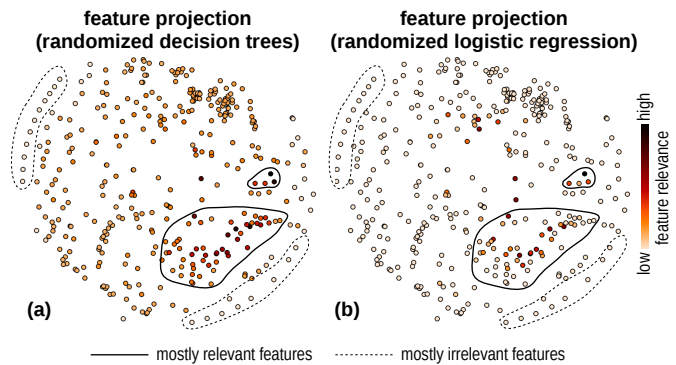 feature projection
(randomized decision trees)
feature projection
(randomized logistic regression)
high
feature relevance
low
(a)
(b)
mostly relevant features
mostly irrelevant features